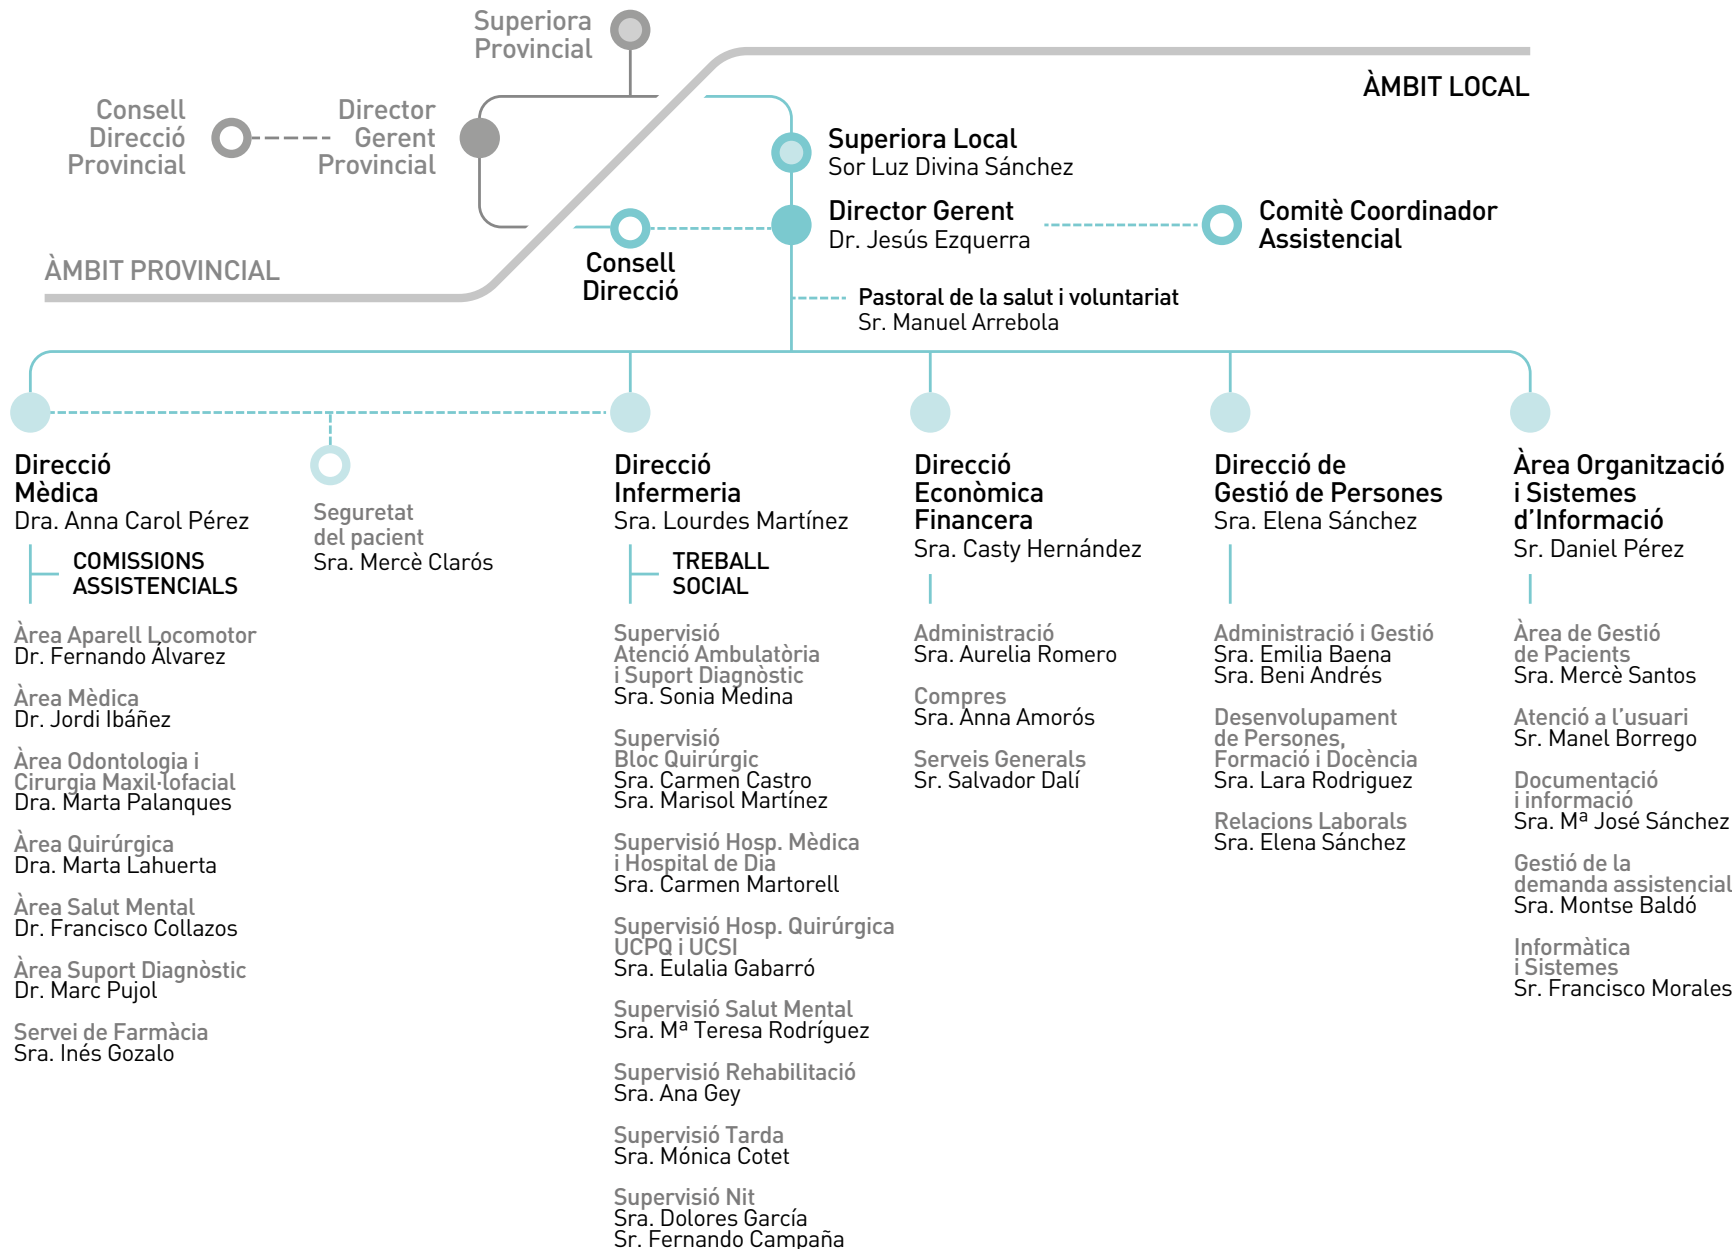 Superiora
Provincial
ÀMBIT LOCAL
Consell
Direcció
Provincial
Director
Gerent
Provincial
Superiora Local
Sor Luz Divina Sánchez
Director Gerent
Dr. Jesús Ezquerra
Comitè Coordinador
Assistencial
Consell
Direcció
ÀMBIT PROVINCIAL
Pastoral de la salut i voluntariat
Sr. Manuel Arrebola
Direcció
Mèdica
Dra. Anna Carol Pérez
COMISSIONS
ASSISTENCIALS
Àrea Aparell Locomotor
Dr. Fernando Álvarez
Àrea Mèdica
Dr. Jordi Ibáñez
Àrea Odontologia i
Cirurgia Maxil·lofacial
Dra. Marta Palanques
Àrea Quirúrgica
Dra. Marta Lahuerta
Àrea Salut Mental
Dr. Francisco Collazos
Àrea Suport Diagnòstic
Dr. Marc Pujol
Servei de Farmàcia
Sra. Inés Gozalo
Seguretat
del pacient
Sra. Mercè Clarós
Direcció
Infermeria
Sra. Lourdes Martínez
TREBALL
SOCIAL
Supervisió
Atenció Ambulatòria
i Suport Diagnòstic
Sra. Sonia Medina
Supervisió
Bloc Quirúrgic
Sra. Carmen Castro
Sra. Marisol Martínez
Supervisió Hosp. Mèdica
i Hospital de Dia
Sra. Carmen Martorell
Supervisió Hosp. Quirúrgica
UCPQ i UCSI
Sra. Eulalia Gabarró
Supervisió Salut Mental
Sra. Mª Teresa Rodríguez
Supervisió Rehabilitació
Sra. Ana Gey
Supervisió Tarda
Sra. Mónica Cotet
Supervisió Nit
Sra. Dolores García
Sr. Fernando Campaña
Direcció
Econòmica
Financera
Sra. Casty Hernández
Administració
Sra. Aurelia Romero
Compres
Sra. Anna Amorós
Serveis Generals
Sr. Salvador Dalí
Direcció de
Gestió de Persones
Sra. Elena Sánchez
Administració i Gestió
Sra. Emilia Baena
Sra. Beni Andrés
Desenvolupament
de Persones,
Formació i Docència
Sra. Lara Rodriguez
Relacions Laborals
Sra. Elena Sánchez
Àrea Organització
i Sistemes
d’Informació
Sr. Daniel Pérez
Àrea de Gestió
de Pacients
Sra. Mercè Santos
Atenció a l’usuari
Sr. Manel Borrego
Documentació
i informació
Sra. Mª José Sánchez
Gestió de la
demanda assistencial
Sra. Montse Baldó
Informàtica
i Sistemes
Sr. Francisco Morales